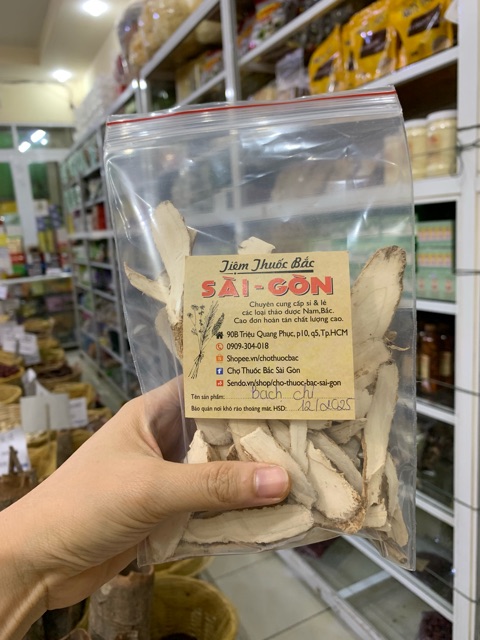 Tiệm Thuốc Bắc
SÀI-GÒN
Chuyên cung cấp sỉ & lẻ
các loại thảo dược Nam,Bắc.
Cao đơn hoàn tán chất lượng cao.
90B Triệu Quang Phục, p10, q5,Tp.HCM
0909-304-018
Shopee.vn/chothuocbac
Chợ Thuốc Bắc Sài Gòn
Sendo.vn/shop/cho-thuoc-bac-sai-gon
Tên sản phẩm: bạch chỉ
Bảo quản nơi khô ráo thoáng mát, HSD: 12/2025